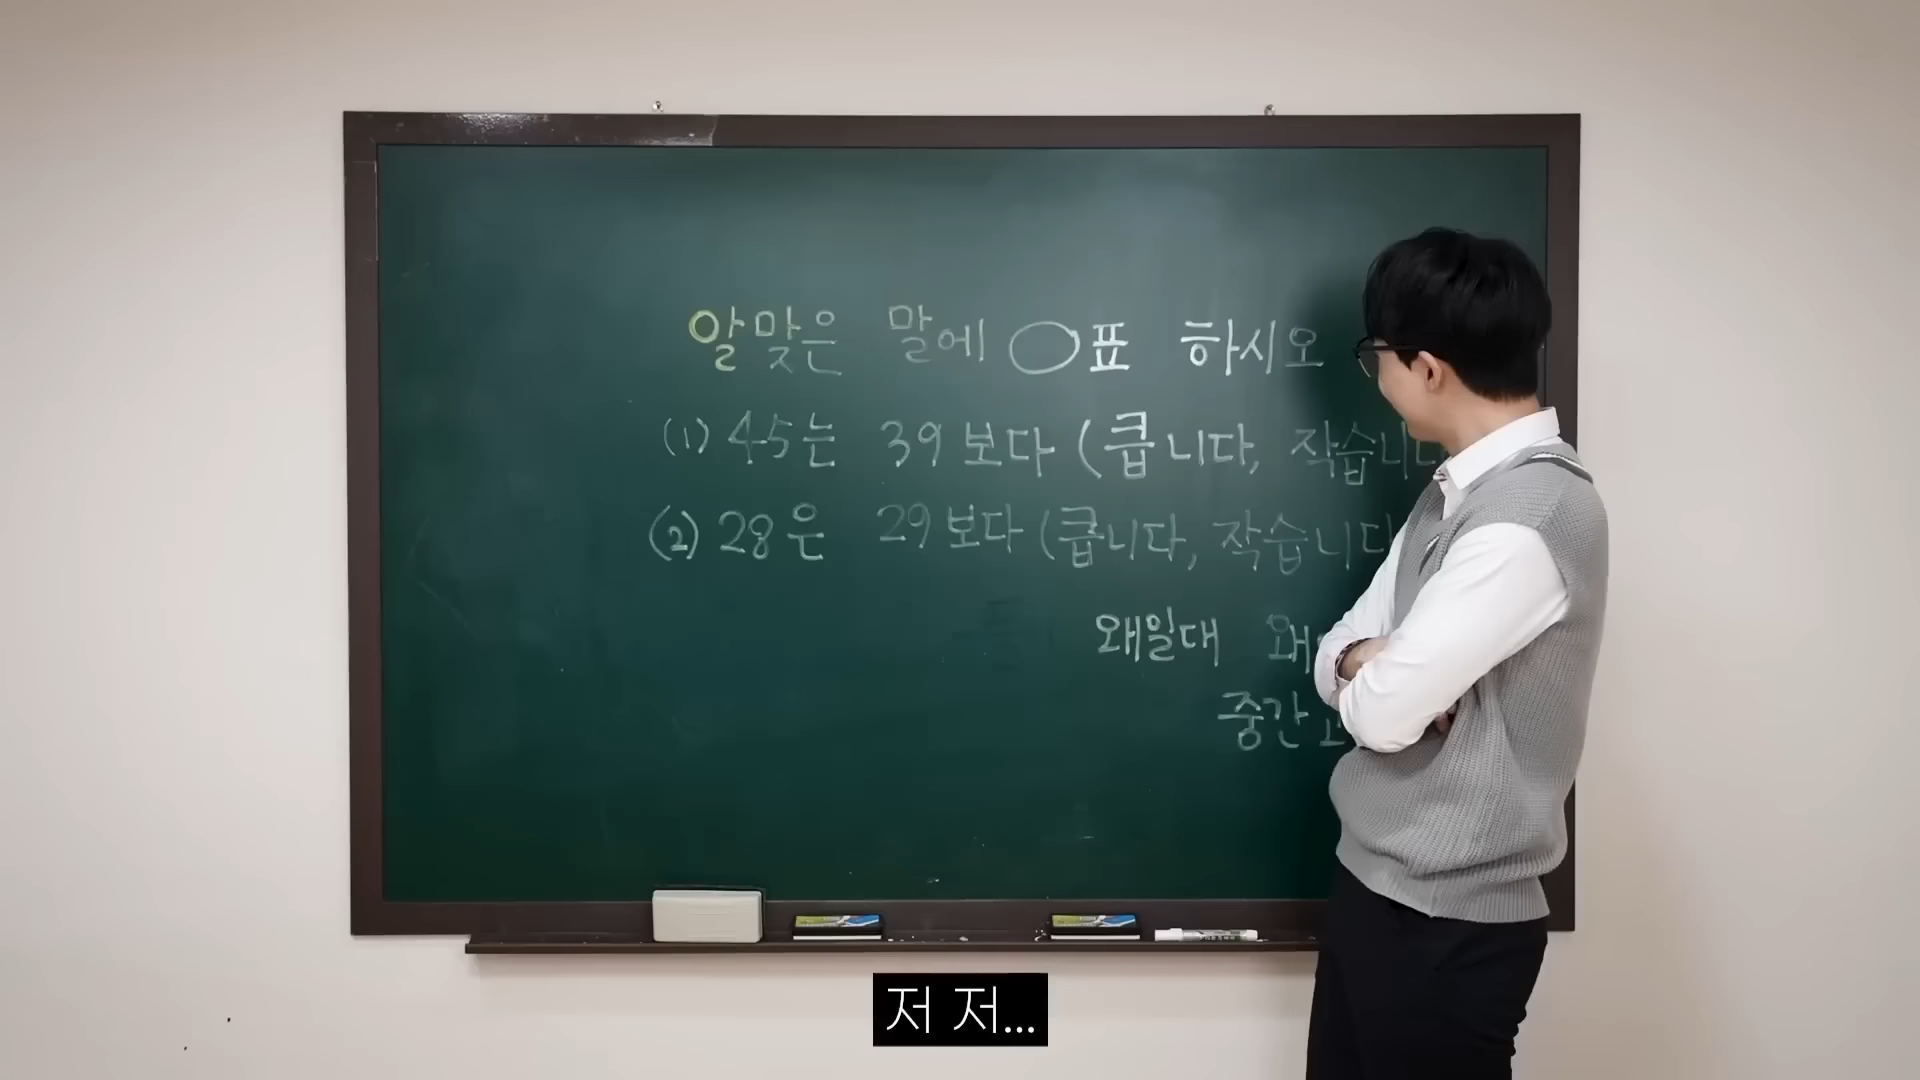 알맞은 말에 ○표 하시오
(1) 45는 39보다 (큽니다, 작습니다
(2) 28은 29보다 (큽니다, 작습니다
왜일대 왜
중간고
저 저...